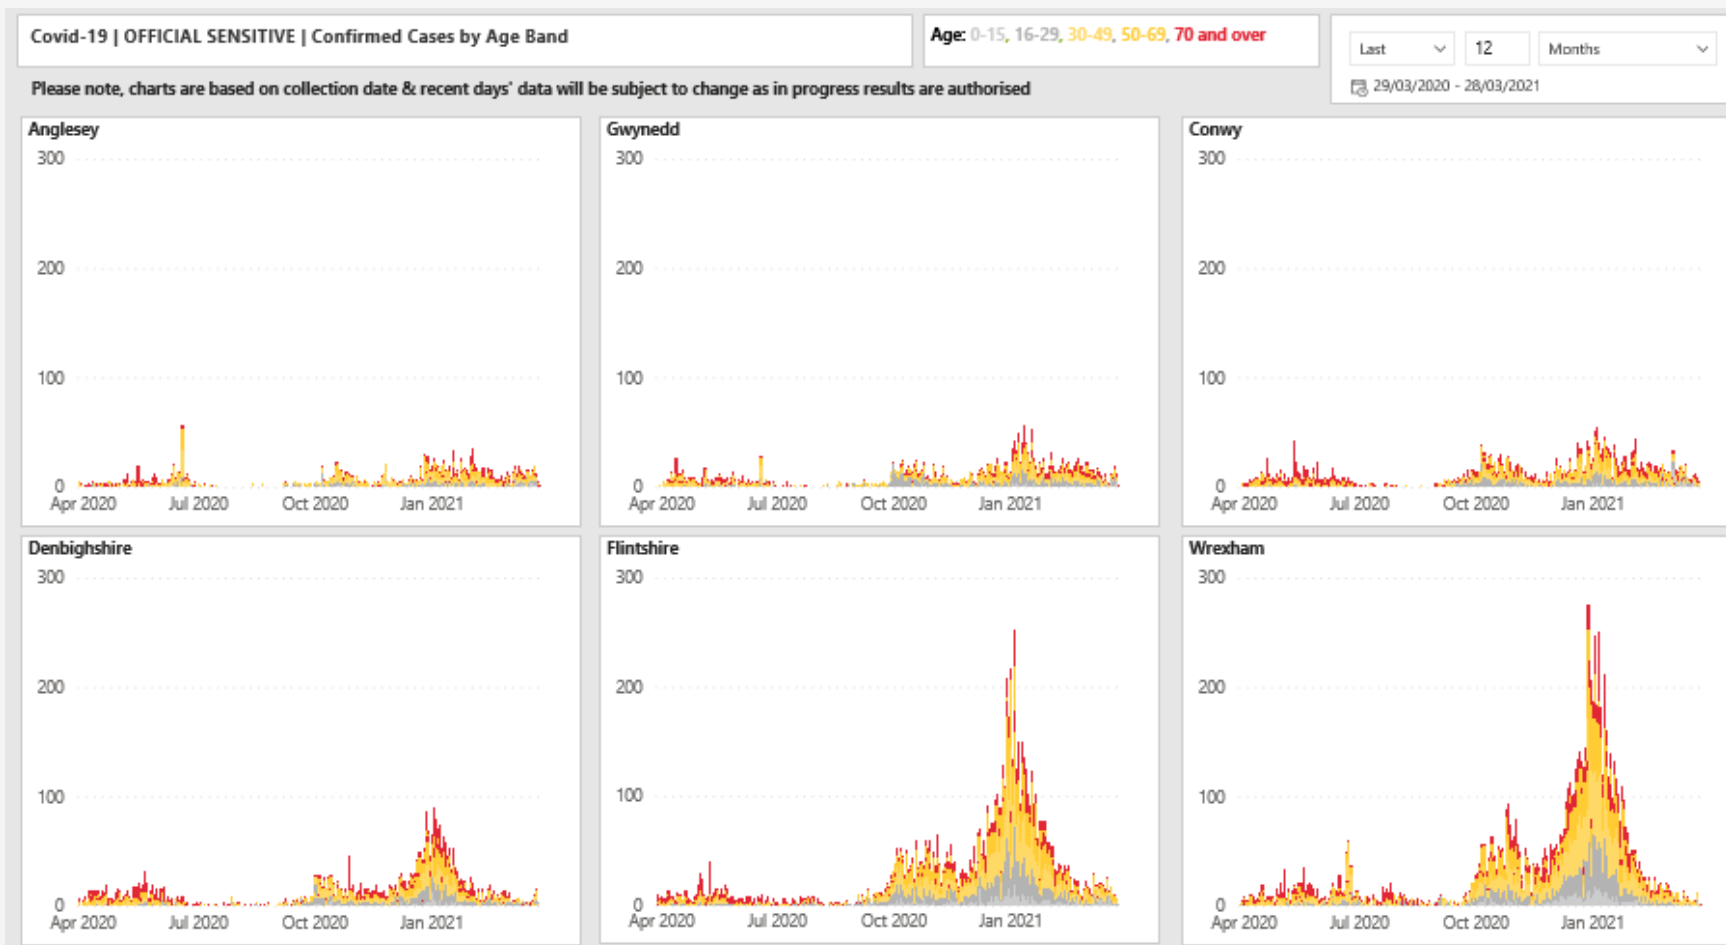 Covid-19 | OFFICIAL SENSITIVE | Confirmed Cases by Age Band
Age: 0-15, 16-29, 30-49, 50-69, 70 and over
Last 12 Months
29/03/2020 - 28/03/2021
Please note, charts are based on collection date & recent days' data will be subject to change as in progress results are authorised
Anglesey
300
200
100
0
Apr 2020 Jul 2020 Oct 2020 Jan 2021
Gwynedd
300
200
100
0
Apr 2020 Jul 2020 Oct 2020 Jan 2021
Conwy
300
200
100
0
Apr 2020 Jul 2020 Oct 2020 Jan 2021
Denbighshire
300
200
100
0
Apr 2020 Jul 2020 Oct 2020 Jan 2021
Flintshire
300
200
100
0
Apr 2020 Jul 2020 Oct 2020 Jan 2021
Wrexham
300
200
100
0
Apr 2020 Jul 2020 Oct 2020 Jan 2021